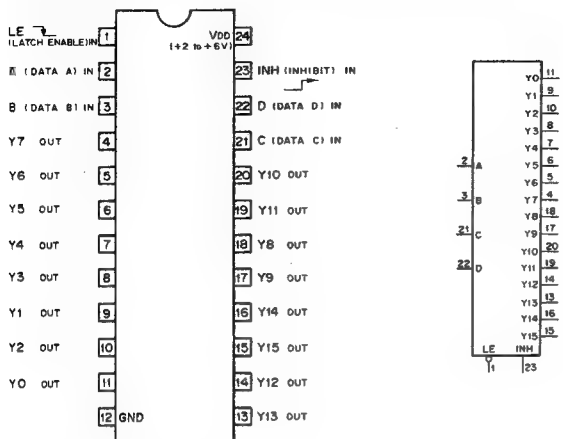 LE 1 VDD 24
(LATCH ENABLE)IN (+2 to +6V)
A (DATA A) IN 2 23 INH (INHIBIT) IN
B (DATA B) IN 3 22 D (DATA D) IN
Y7 OUT 4 21 C (DATA C) IN
Y6 OUT 5 20 Y10 OUT
Y5 OUT 6 19 Y11 OUT
Y4 OUT 7 18 Y8 OUT
Y3 OUT 8 17 Y9 OUT
Y1 OUT 9 16 Y14 OUT
Y2 OUT 10 15 Y15 OUT
Y0 OUT 11 14 Y12 OUT
12 GND 13 Y13 OUT
Y0 11
Y1 9
Y2 10
Y3 8
Y4 7
2 A Y5 6
Y6 5
3 B Y7 4
Y8 18
21 C Y9 17
Y10 20
22 D Y11 19
Y12 14
Y13 13
Y14 16
Y15 15
LE INH
1 23